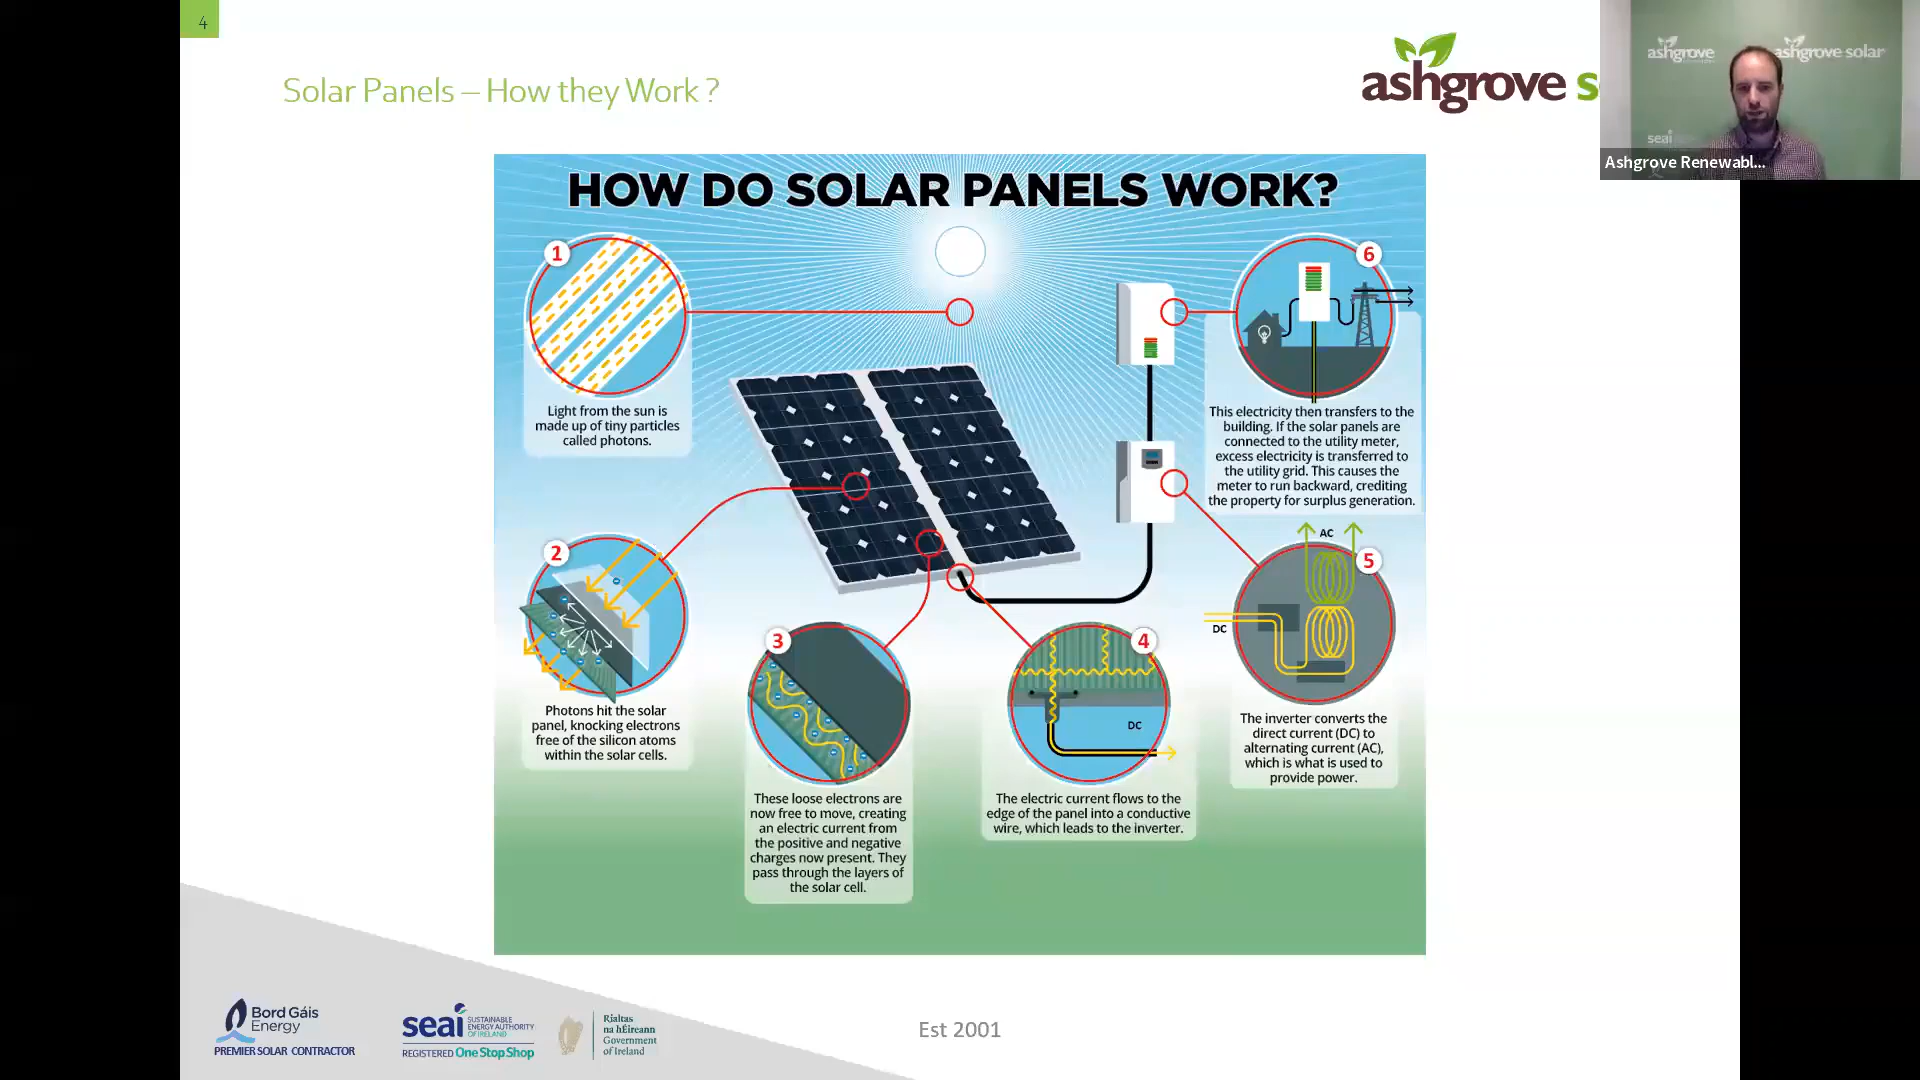 4
Solar Panels – How they Work ?
ashgrove s
ashgrove
ashgrove solar
seai
Ashgrove Renewabl...
HOW DO SOLAR PANELS WORK?
1
Light from the sun is
made up of tiny particles
called photons.
2
Photons hit the solar
panel, knocking electrons
free of the silicon atoms
within the solar cells.
3
These loose electrons are
now free to move, creating
an electric current from
the positive and negative
charges now present. They
pass through the layers of
the solar cell.
4
DC
The electric current flows to the
edge of the panel into a conductive
wire, which leads to the inverter.
5
AC
DC
The inverter converts the
direct current (DC) to
alternating current (AC),
which is what is used to
provide power.
6
This electricity then transfers to the
building. If the solar panels are
connected to the utility meter,
excess electricity is transferred to
the utility grid. This causes the
meter to run backward, crediting
the property for surplus generation.
Bord Gáis
Energy
PREMIER SOLAR CONTRACTOR
seai
SUSTAINABLE
ENERGY AUTHORITY
OF IRELAND
REGISTERED One Stop Shop
Rialtas
na hÉireann
Government
of Ireland
Est 2001